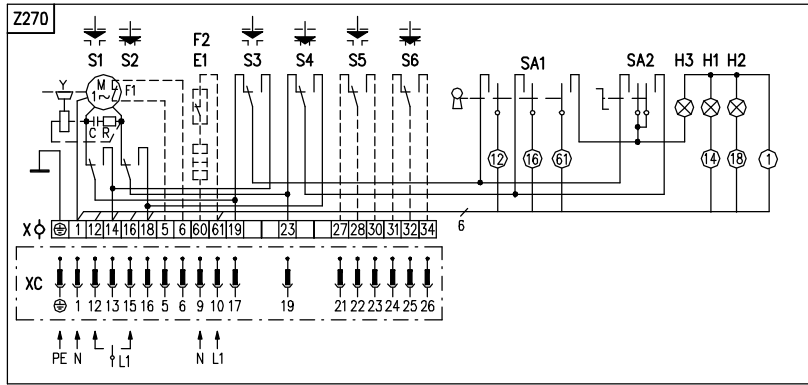 Z270
S1 S2 F2 S3 S4 S5 S6 SA1 SA2 H3 H1 H2
E1
Y M F1
1~
C R
12 16 61 14 18 1
6
X 1 12 14 16 18 5 6 60 61 19 23 27 28 30 31 32 34
XC
1 12 13 15 16 5 6 9 10 17 19 21 22 23 24 25 26
PE N L1 N L1